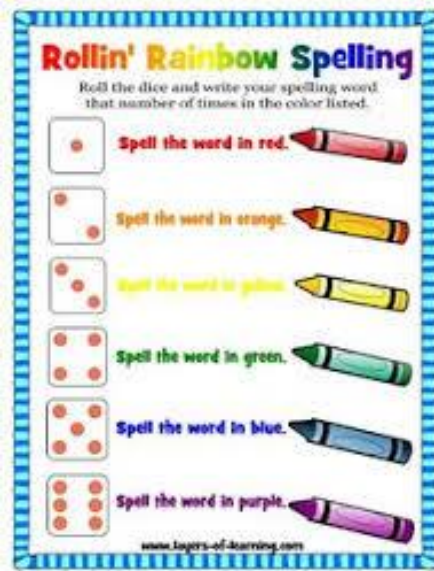 Rollin' Rainbow Spelling
Roll the dice and write your spelling word
that number of times in the color listed.
Spell the word in red.
Spell the word in orange.
Spell the word in yellow.
Spell the word in green.
Spell the word in blue.
Spell the word in purple.
www.layers-of-learning.com